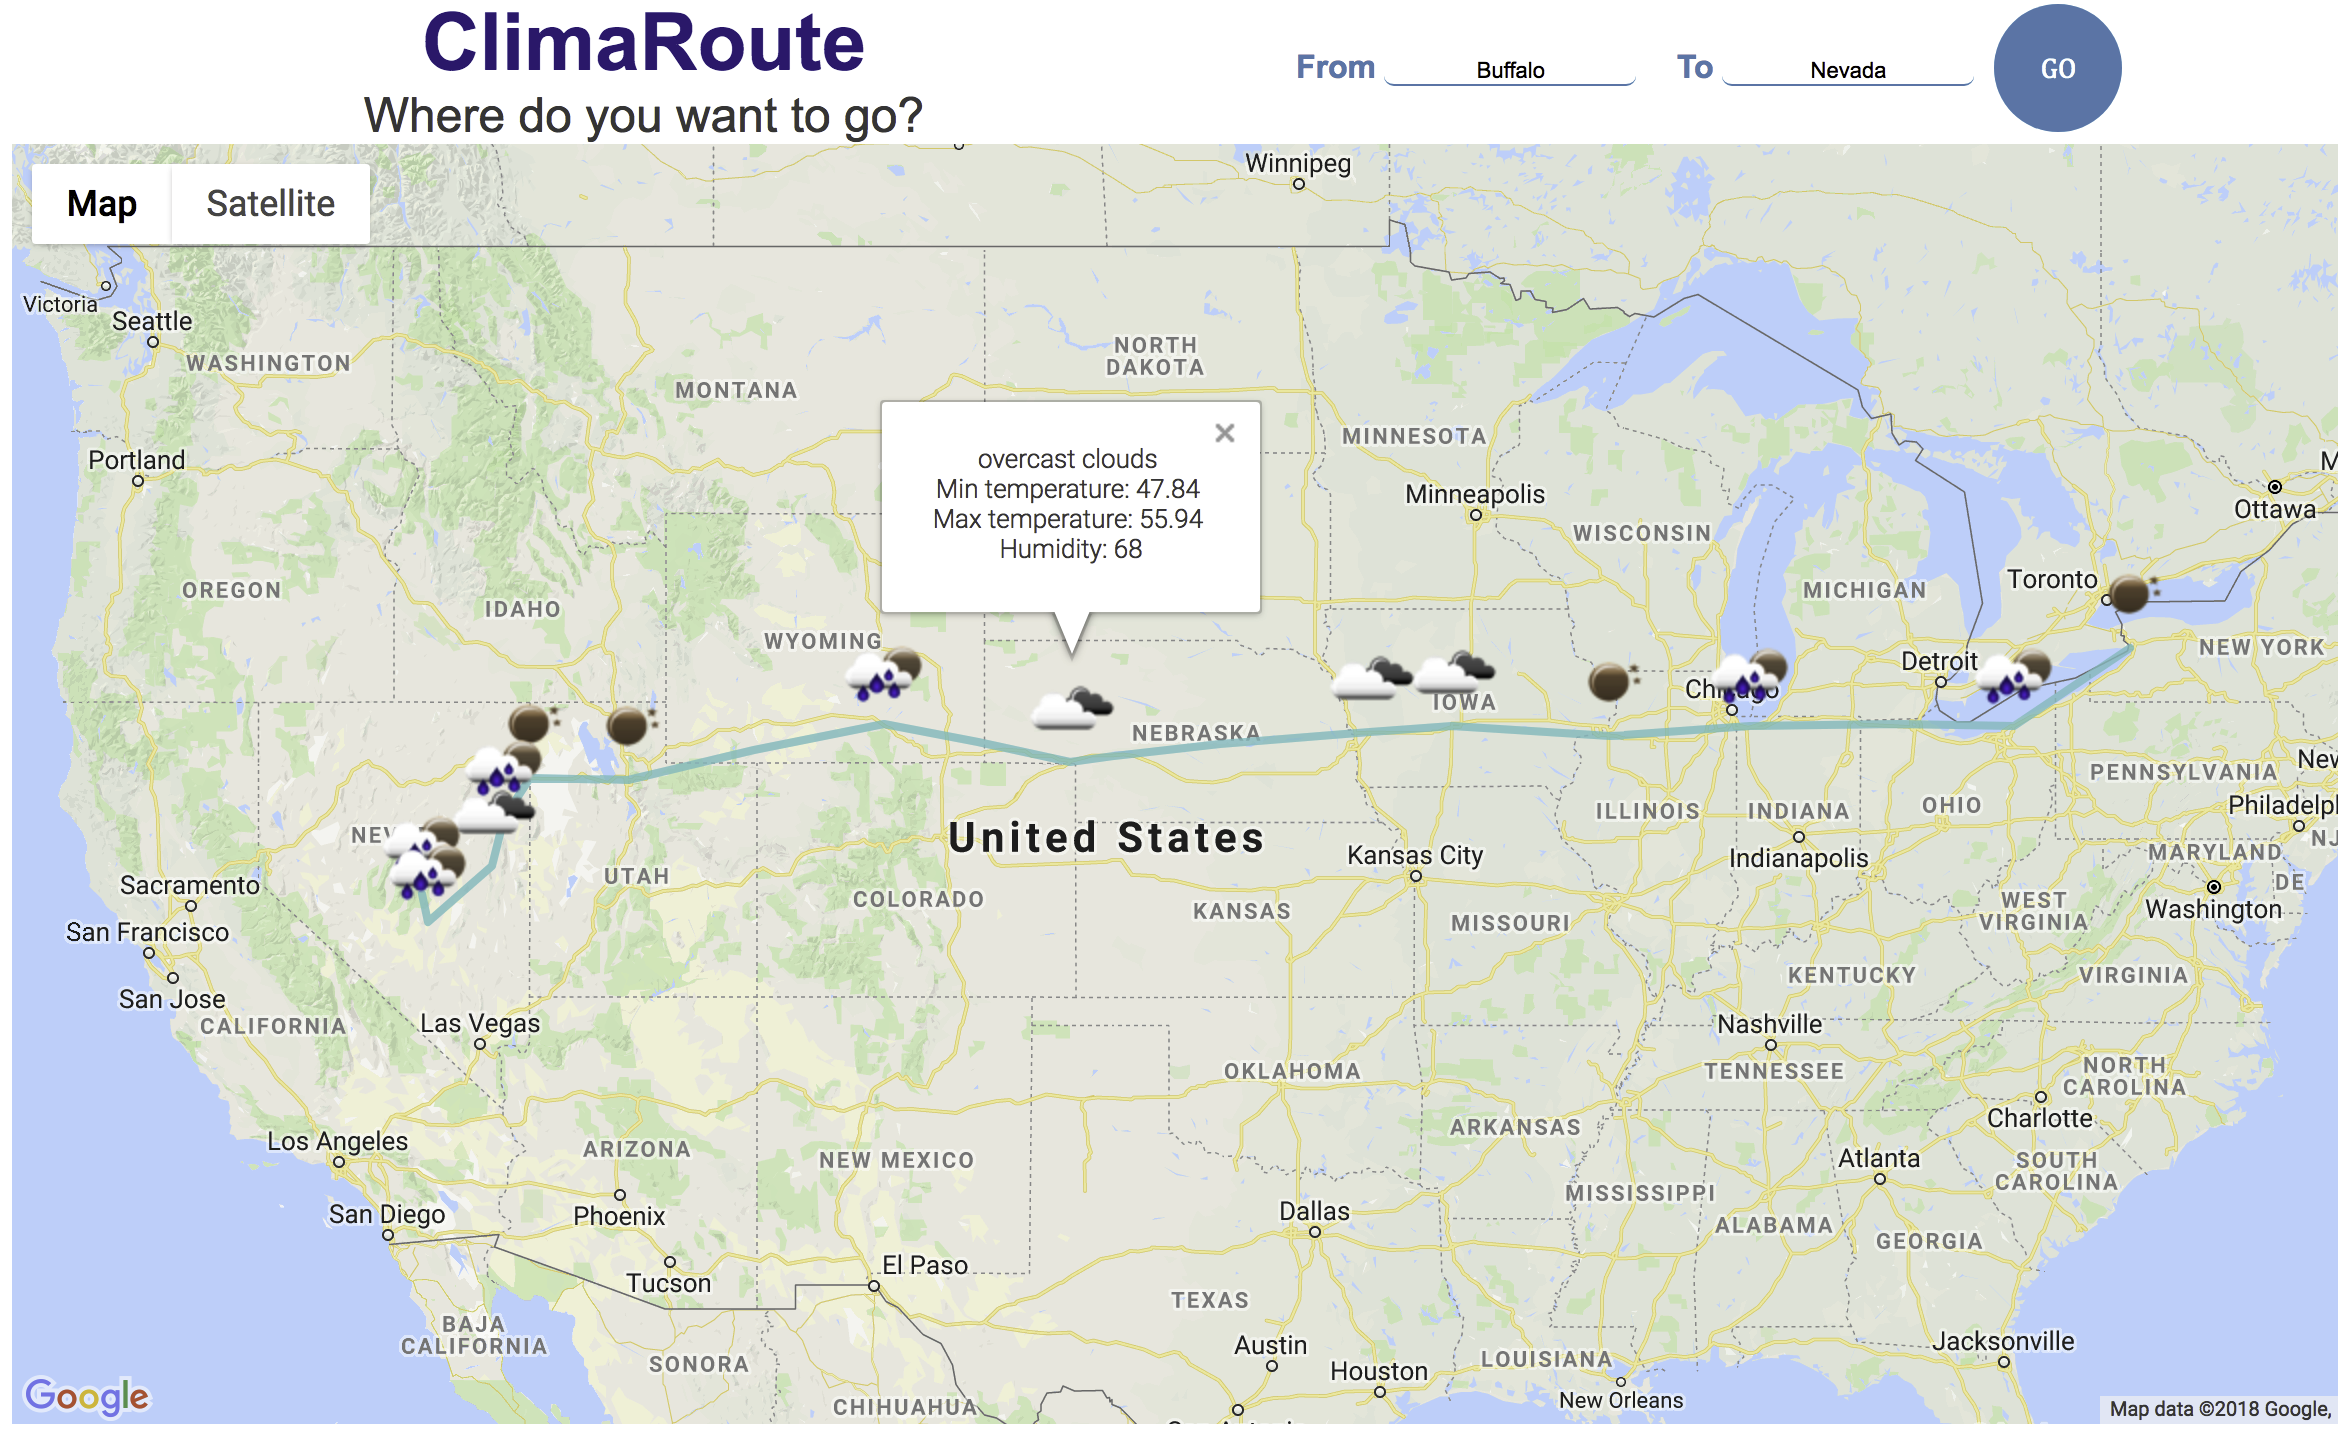 ClimaRoute
Where do you want to go?
From Buffalo To Nevada GO
Map Satellite
Winnipeg
Victoria
Seattle
WASHINGTON
NORTH
DAKOTA
MONTANA
MINNESOTA
Portland
overcast clouds
Min temperature: 47.84
Max temperature: 55.94
Humidity: 68
Minneapolis
Ottawa
WISCONSIN
OREGON
IDAHO
MICHIGAN
Toronto
WYOMING
NEW YORK
Detroit
Chicago
IOWA
NEBRASKA
PENNSYLVANIA
ILLINOIS
INDIANA
OHIO
United States
Kansas City
Indianapolis
MARYLAND
NJ
DE
UTAH
Sacramento
COLORADO
KANSAS
MISSOURI
WEST
VIRGINIA
Washington
San Francisco
San Jose
CALIFORNIA
KENTUCKY
VIRGINIA
Las Vegas
Nashville
TENNESSEE
OKLAHOMA
NORTH
CAROLINA
Charlotte
ARKANSAS
Los Angeles
ARIZONA
NEW MEXICO
Atlanta
SOUTH
CAROLINA
MISSISSIPPI
ALABAMA
GEORGIA
San Diego
Phoenix
Dallas
El Paso
Tucson
TEXAS
BAJA
CALIFORNIA
SONORA
Austin
Houston
LOUISIANA
Jacksonville
New Orleans
CHIHUAHUA
Google
Map data ©2018 Google,